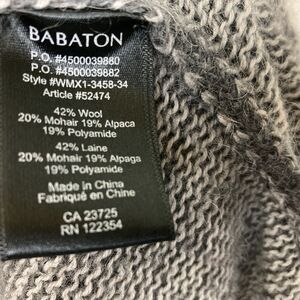 BABATON
P.O. #4500039880
P.O. #4500039882
Style #WMX1-3458-34
Article #52474
42% Wool
20% Mohair 19% Alpaca
19% Polyamide
42% Laine
20% Mohair 19% Alpaga
19% Polyamide
Made in China
Fabriqué en Chine
CA 23725
RN 122354